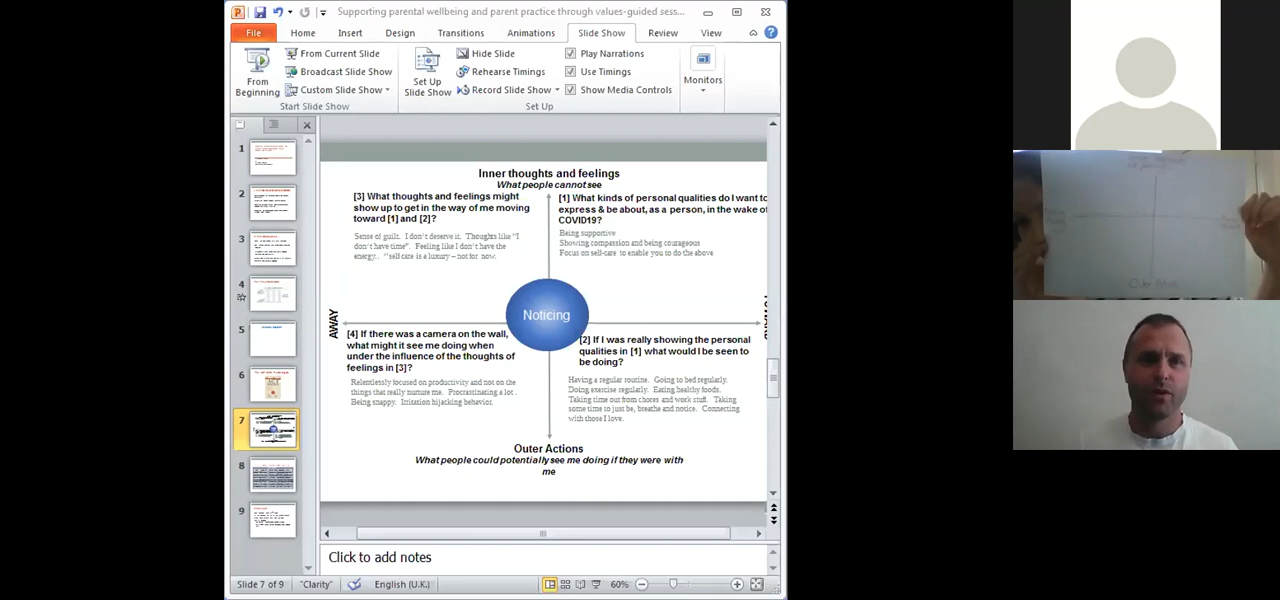 Supporting parental wellbeing and parent practice through values-guided sess...
File Home Insert Design Transitions Animations Slide Show Review View
From Beginning
From Current Slide
Broadcast Slide Show
Custom Slide Show
Start Slide Show
Set Up Slide Show
Hide Slide
Rehearse Timings
Record Slide Show
Play Narrations
Use Timings
Show Media Controls
Set Up
Monitors
1
2
3
4
5
6
7
8
9
Inner thoughts and feelings
What people cannot see
[3] What thoughts and feelings might
show up to get in the way of me moving
toward [1] and [2]?
Sense of guilt. I don't deserve it. Thoughts like "I
don't have time". Feeling like I don't have the
energy.. "self care is a luxury – not for now.
[1] What kinds of personal qualities do I want to
express & be about, as a person, in the wake of
COVID19?
Being supportive
Showing compassion and being courageous
Focus on self-care to enable you to do the above
Noticing
AWAY
[4] If there was a camera on the wall,
what might it see me doing when
under the influence of the thoughts of
feelings in [3]?
Relentlessly focused on productivity and not on the
things that really nurture me. Procrastinating a lot .
Being snappy. Irritation hijacking behavior.
[2] If I was really showing the personal
qualities in [1] what would I be seen to
be doing?
Having a regular routine. Going to bed regularly.
Doing exercise regularly. Eating healthy foods.
Taking time out from chores and work stuff. Taking
some time to just be, breathe and notice. Connecting
with those I love.
Outer Actions
What people could potentially see me doing if they were with
me
Click to add notes
Slide 7 of 9 "Clarity" English (U.K.) 60%